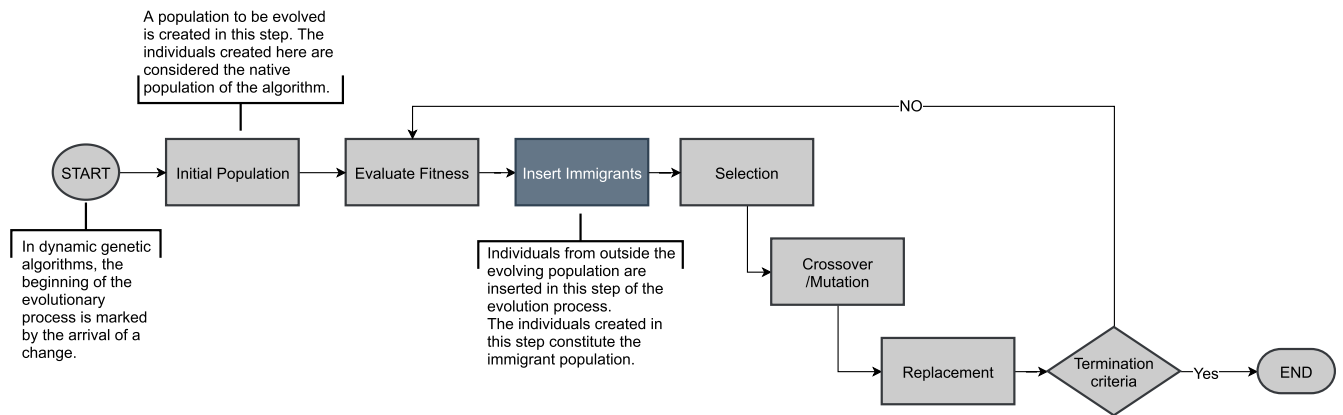 A population to be evolved
is created in this step. The
individuals created here are
considered the native
population of the algorithm.
NO
START
Initial Population
Evaluate Fitness
Insert Immigrants
Selection
In dynamic genetic
algorithms, the
beginning of the
evolutionary
process is marked
by the arrival of a
change.
Individuals from outside the
evolving population are
inserted in this step of the
evolution process.
The individuals created in
this step constitute the
immigrant population.
Crossover
/Mutation
Replacement
Termination
criteria
Yes
END